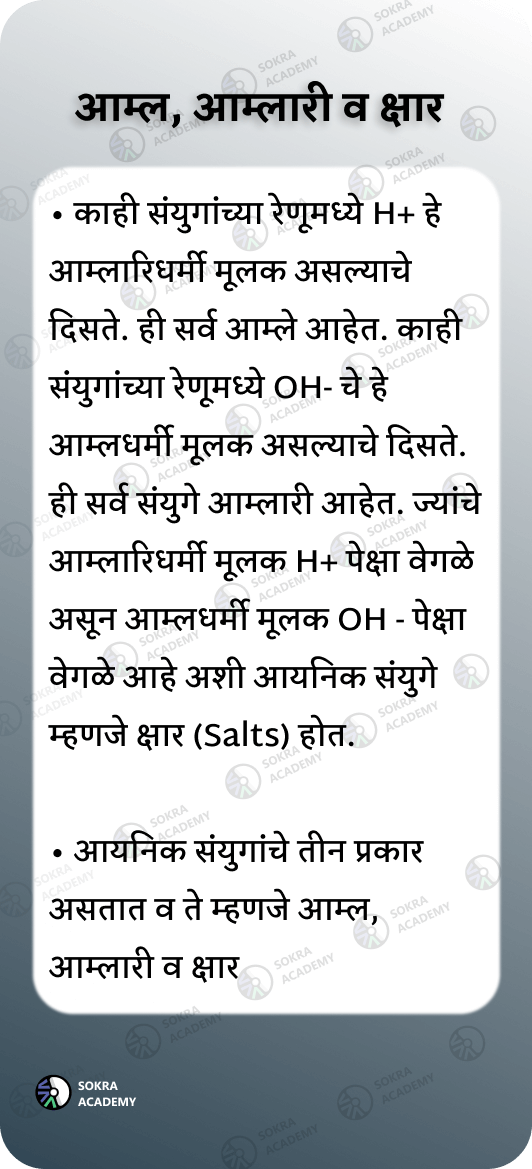 आम्ल, आम्लारी व क्षार
• काही संयुगांच्या रेणूमध्ये H+ हे
आम्लारिधर्मी मूलक असल्याचे
दिसते. ही सर्व आम्ले आहेत. काही
संयुगांच्या रेणूमध्ये OH- चे हे
आम्लधर्मी मूलक असल्याचे दिसते.
ही सर्व संयुगे आम्लारी आहेत. ज्यांचे
आम्लारिधर्मी मूलक H+ पेक्षा वेगळे
असून आम्लधर्मी मूलक OH - पेक्षा
वेगळे आहे अशी आयनिक संयुगे
म्हणजे क्षार (Salts) होत.
• आयनिक संयुगांचे तीन प्रकार
असतात व ते म्हणजे आम्ल,
आम्लारी व क्षार
SOKRA
ACADEMY